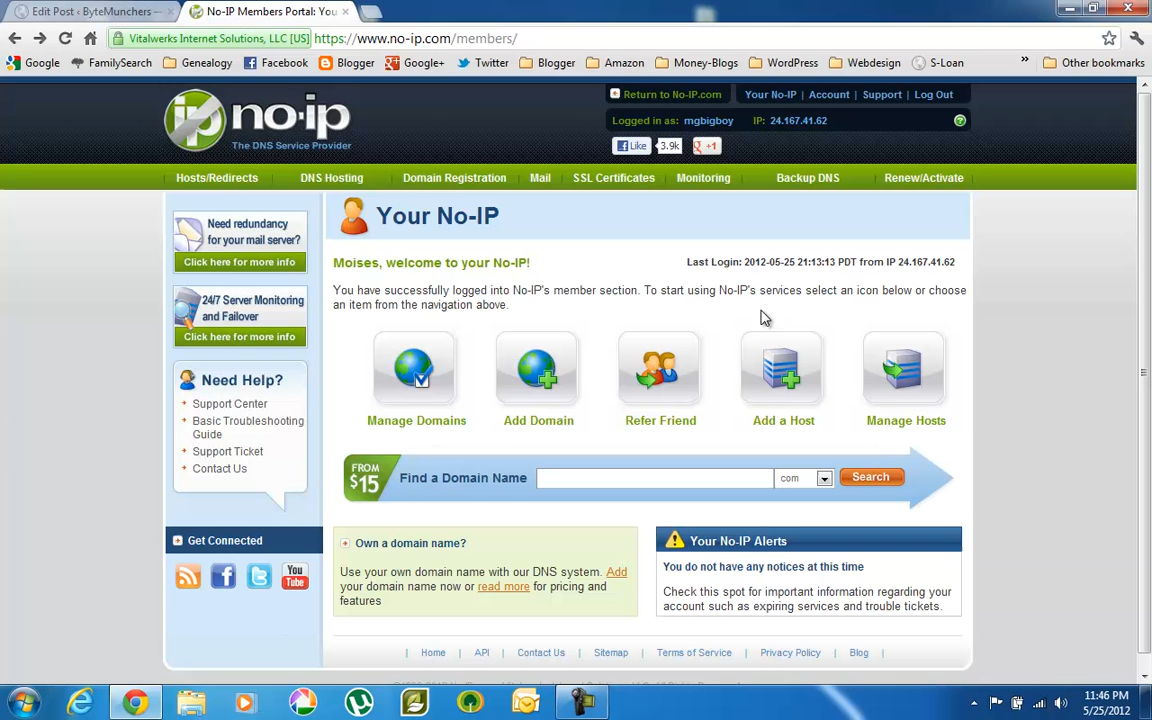 Edit Post ‹ ByteMunchers —
No-IP Members Portal: You
Vitalwerks Internet Solutions, LLC [US]
https://www.no-ip.com/members/
Google FamilySearch Genealogy Facebook Blogger Google+ Twitter Blogger Amazon Money-Blogs WordPress Webdesign S-Loan » Other bookmarks
no-ip
The DNS Service Provider
Return to No-IP.com
Your No-IP | Account | Support | Log Out
Logged in as: mgbigboy IP: 24.167.41.62
Like 3.9k +1
Hosts/Redirects DNS Hosting Domain Registration Mail SSL Certificates Monitoring Backup DNS Renew/Activate
Need redundancy
for your mail server?
Click here for more info
24/7 Server Monitoring
and Failover
Click here for more info
Need Help?
Support Center
Basic Troubleshooting
Guide
Support Ticket
Contact Us
Get Connected
You
Tube
Your No-IP
Moises, welcome to your No-IP!
Last Login: 2012-05-25 21:13:13 PDT from IP 24.167.41.62
You have successfully logged into No-IP's member section. To start using No-IP's services select an icon below or choose
an item from the navigation above.
Manage Domains Add Domain Refer Friend Add a Host Manage Hosts
FROM
$15
Find a Domain Name com Search
Own a domain name?
Use your own domain name with our DNS system. Add
your domain name now or read more for pricing and
features
Your No-IP Alerts
You do not have any notices at this time
Check this spot for important information regarding your
account such as expiring services and trouble tickets.
| Home | API | Contact Us | Sitemap | Terms of Service | Privacy Policy | Blog |
11:46 PM
5/25/2012